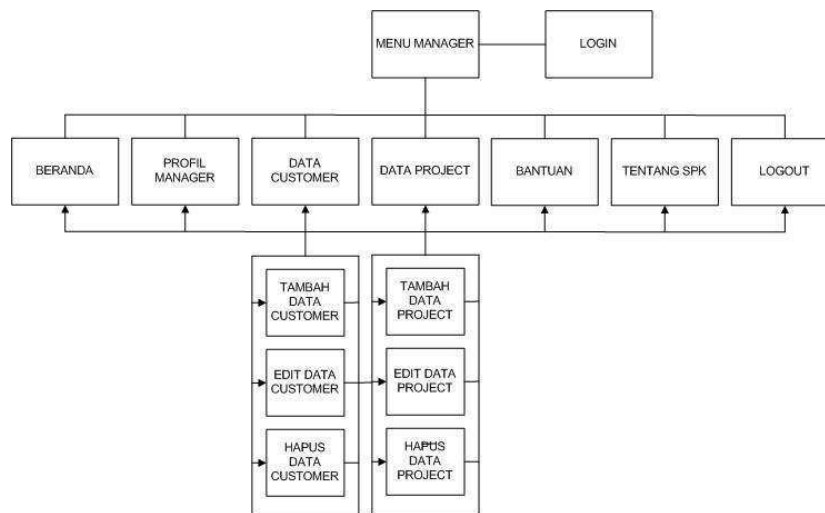 MENU MANAGER
LOGIN
BERANDA
PROFIL
MANAGER
DATA
CUSTOMER
DATA PROJECT
BANTUAN
TENTANG SPK
LOGOUT
TAMBAH
DATA
CUSTOMER
TAMBAH
DATA
PROJECT
EDIT DATA
CUSTOMER
EDIT DATA
PROJECT
HAPUS
DATA
CUSTOMER
HAPUS
DATA
PROJECT